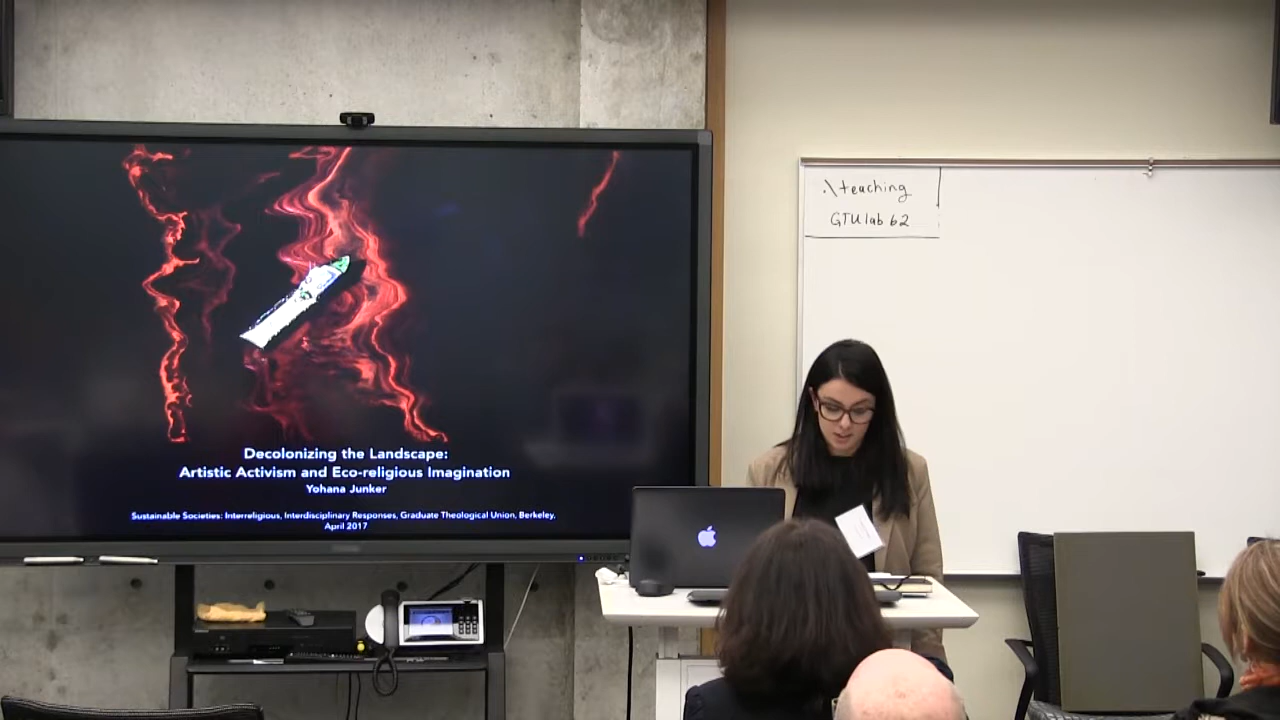 Decolonizing the Landscape:
Artistic Activism and Eco-religious Imagination
Yohana Junker
Sustainable Societies: Interreligious, Interdisciplinary Responses, Graduate Theological Union, Berkeley,
April 2017
.\teaching
GTU lab 62